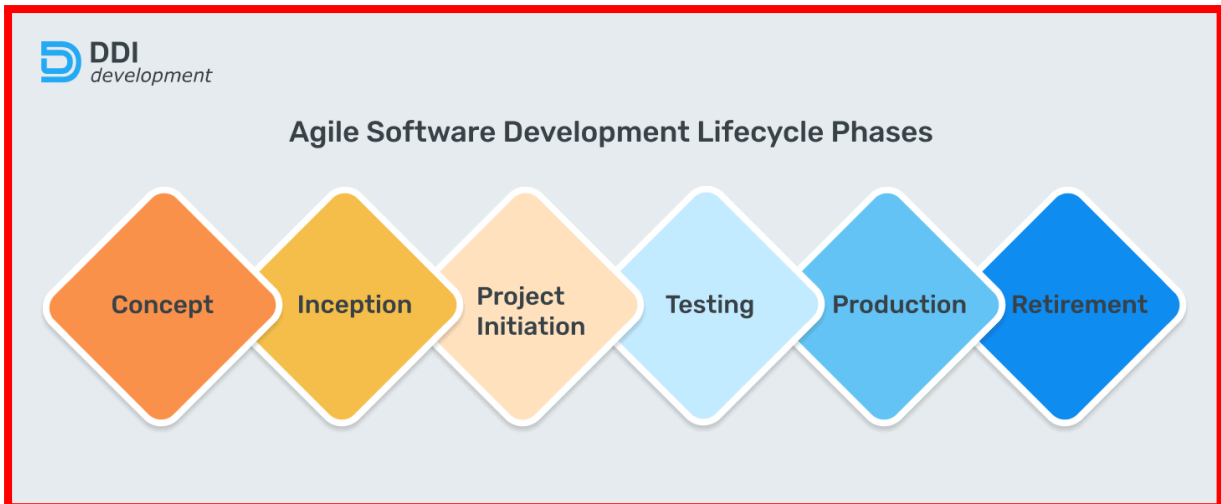 DDI
development
Agile Software Development Lifecycle Phases
Concept
Inception
Project
Initiation
Testing
Production
Retirement